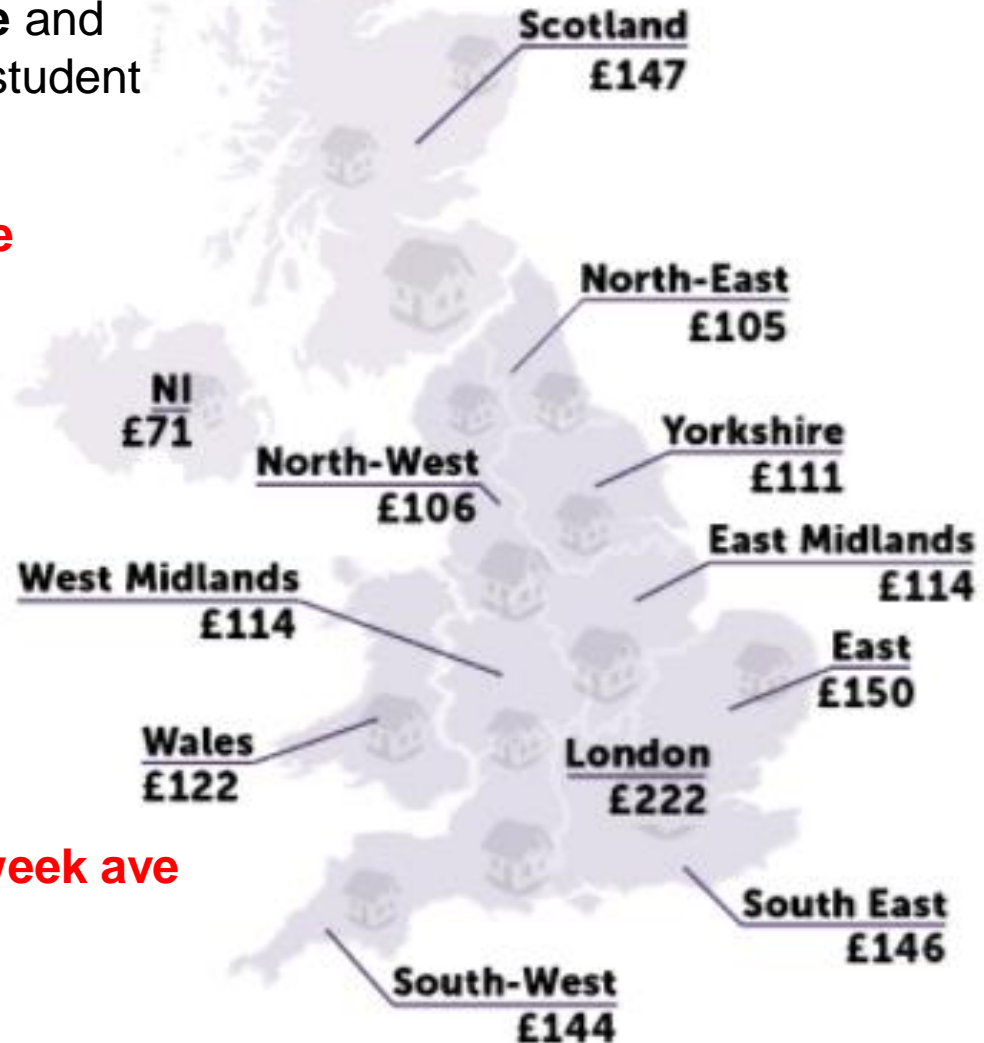 e and
student
e
Scotland
£147
North-East
£105
NI
£71
North-West
£106
Yorkshire
£111
East Midlands
£114
West Midlands
£114
East
£150
Wales
£122
London
£222
week ave
South East
£146
South-West
£144